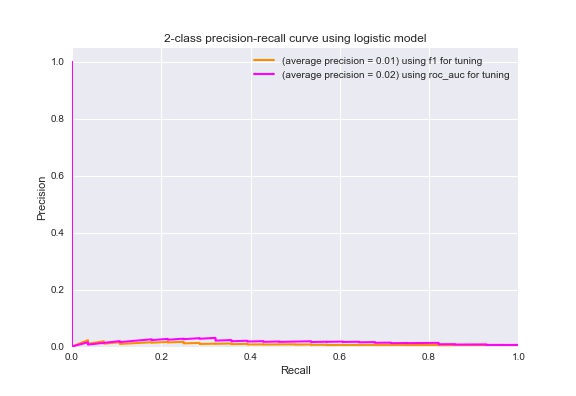 2-class precision-recall curve using logistic model
(average precision = 0.01) using f1 for tuning
(average precision = 0.02) using roc_auc for tuning
1.0
0.8
0.6
0.4
0.2
0.0
Precision
0.0 0.2 0.4 0.6 0.8 1.0
Recall